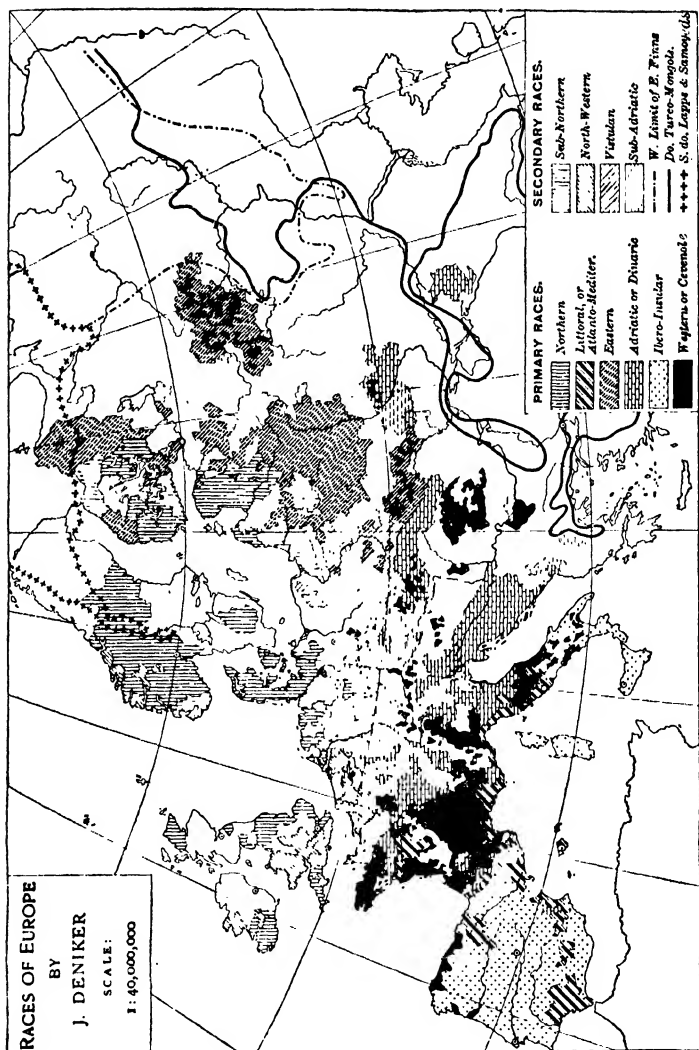 RACES OF EUROPE
BY
J. DENIKER
SCALE:
1: 40,000,000
PRIMARY RACES.
Northern
Littoral, or
Atlanto-Mediter.
Eastern
Adriatic or Dinaric
Ibero-Insular
Western or Cevenole
SECONDARY RACES.
Sub-Northern
North-Western
Vistulan
Sub-Adriatic
W. Limit of E. Finns
Do. Turco-Mongols.
S. do. Lapps & Samoyeds